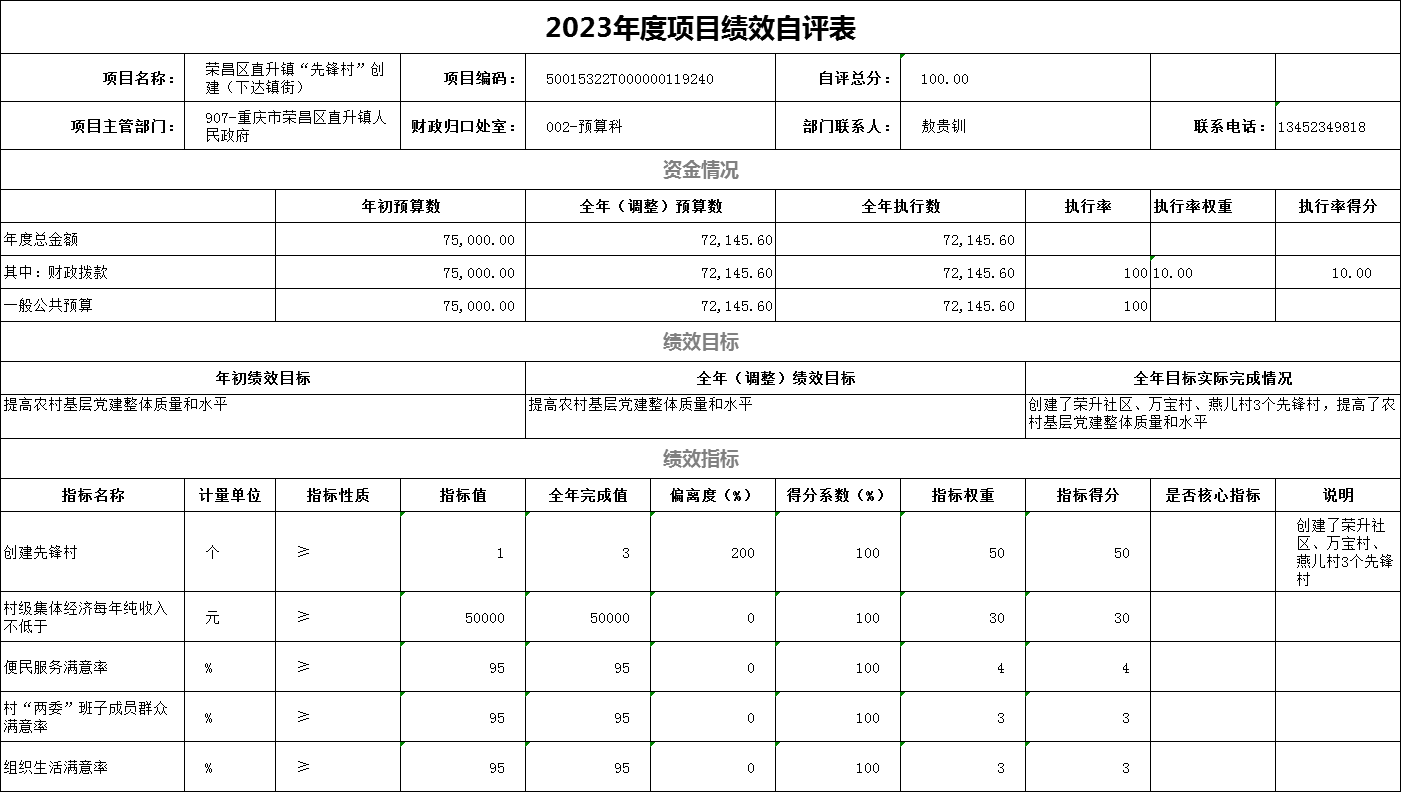 2023年度项目绩效自评表
项目名称： 荣昌区直升镇“先锋村”创建（下达镇街） 项目编码： 50015322T000000119240 自评总分： 100.00
项目主管部门： 907-重庆市荣昌区直升镇人民政府 财政归口处室： 002-预算科 部门联系人： 敖贵钏 联系电话： 13452349818
资金情况
年初预算数 全年（调整）预算数 全年执行数 执行率 执行率权重 执行率得分
年度总金额 75,000.00 72,145.60 72,145.60
其中：财政拨款 75,000.00 72,145.60 72,145.60 100 10.00 10.00
一般公共预算 75,000.00 72,145.60 72,145.60 100
绩效目标
年初绩效目标 全年（调整）绩效目标 全年目标实际完成情况
提高农村基层党建整体质量和水平 提高农村基层党建整体质量和水平 创建了荣升社区、万宝村、燕儿村3个先锋村，提高了农村基层党建整体质量和水平
绩效指标
指标名称 计量单位 指标性质 指标值 全年完成值 偏离度（%） 得分系数（%） 指标权重 指标得分 是否核心指标 说明
创建先锋村 个 ≥ 1 3 200 100 50 50 创建了荣升社区、万宝村、燕儿村3个先锋村
村级集体经济每年纯收入不低于 元 ≥ 50000 50000 0 100 30 30
便民服务满意率 % ≥ 95 95 0 100 4 4
村“两委”班子成员群众满意率 % ≥ 95 95 0 100 3 3
组织生活满意率 % ≥ 95 95 0 100 3 3